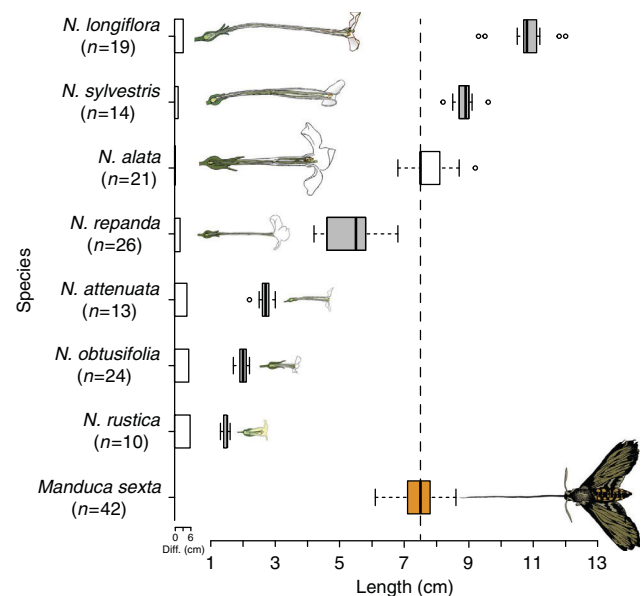 N. longiflora
(n=19)
N. sylvestris
(n=14)
N. alata
(n=21)
N. repanda
(n=26)
N. attenuata
(n=13)
N. obtusifolia
(n=24)
N. rustica
(n=10)
Manduca sexta
(n=42)
Species
0 6
Diff. (cm)
1 3 5 7 9 11 13
Length (cm)